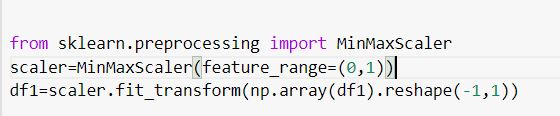 from sklearn.preprocessing import MinMaxScaler
scaler=MinMaxScaler(feature_range=(0,1))
df1=scaler.fit_transform(np.array(df1).reshape(-1,1))